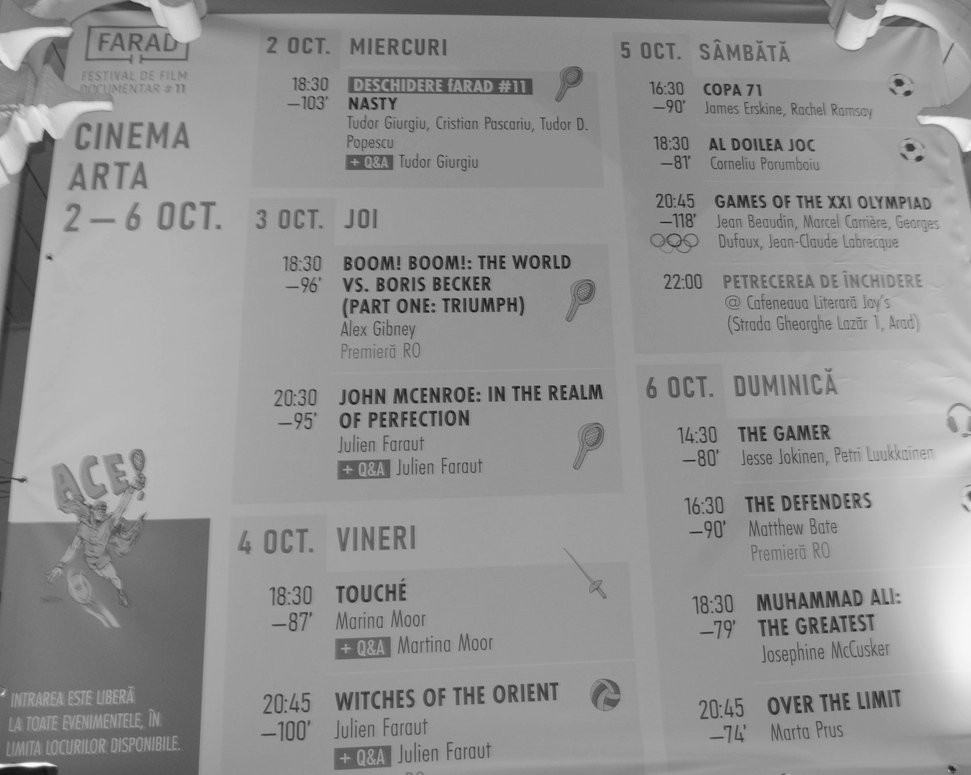 FARAD
FESTIVAL DE FILM
DOCUMENTAR #11
CINEMA
ARTA
2 – 6 OCT.
2 OCT. MIERCURI
18:30 DESCHIDERE fARAD #11
–103' NASTY
Tudor Giurgiu, Cristian Pascariu, Tudor D.
Popescu
+ Q&A Tudor Giurgiu
3 OCT. JOI
18:30 BOOM! BOOM!: THE WORLD
–96' VS. BORIS BECKER
(PART ONE: TRIUMPH)
Alex Gibney
Premieră RO
20:30 JOHN MCENROE: IN THE REALM
–95' OF PERFECTION
Julien Faraut
+ Q&A Julien Faraut
4 OCT. VINERI
18:30 TOUCHÉ
–87' Marina Moor
+ Q&A Martina Moor
20:45 WITCHES OF THE ORIENT
–100' Julien Faraut
+ Q&A Julien Faraut
5 OCT. SÂMBĂTĂ
16:30 COPA 71
–90' James Erskine, Rachel Ramsay
18:30 AL DOILEA JOC
–81' Corneliu Porumboiu
20:45 GAMES OF THE XXI OLYMPIAD
–118' Jean Beaudin, Marcel Carrière, Georges
Dufaux, Jean-Claude Labrecque
22:00 PETRECEREA DE ÎNCHIDERE
@ Cafeneaua Literară Joy's
(Strada Gheorghe Lazăr 1, Arad)
6 OCT. DUMINICĂ
14:30 THE GAMER
–80' Jesse Jokinen, Petri Luukkainen
16:30 THE DEFENDERS
–90' Matthew Bate
Premieră RO
18:30 MUHAMMAD ALI:
–79' THE GREATEST
Josephine McCusker
20:45 OVER THE LIMIT
–74' Marta Prus
ACE!
INTRAREA ESTE LIBERĂ
LA TOATE EVENIMENTELE, ÎN
LIMITA LOCURILOR DISPONIBILE.